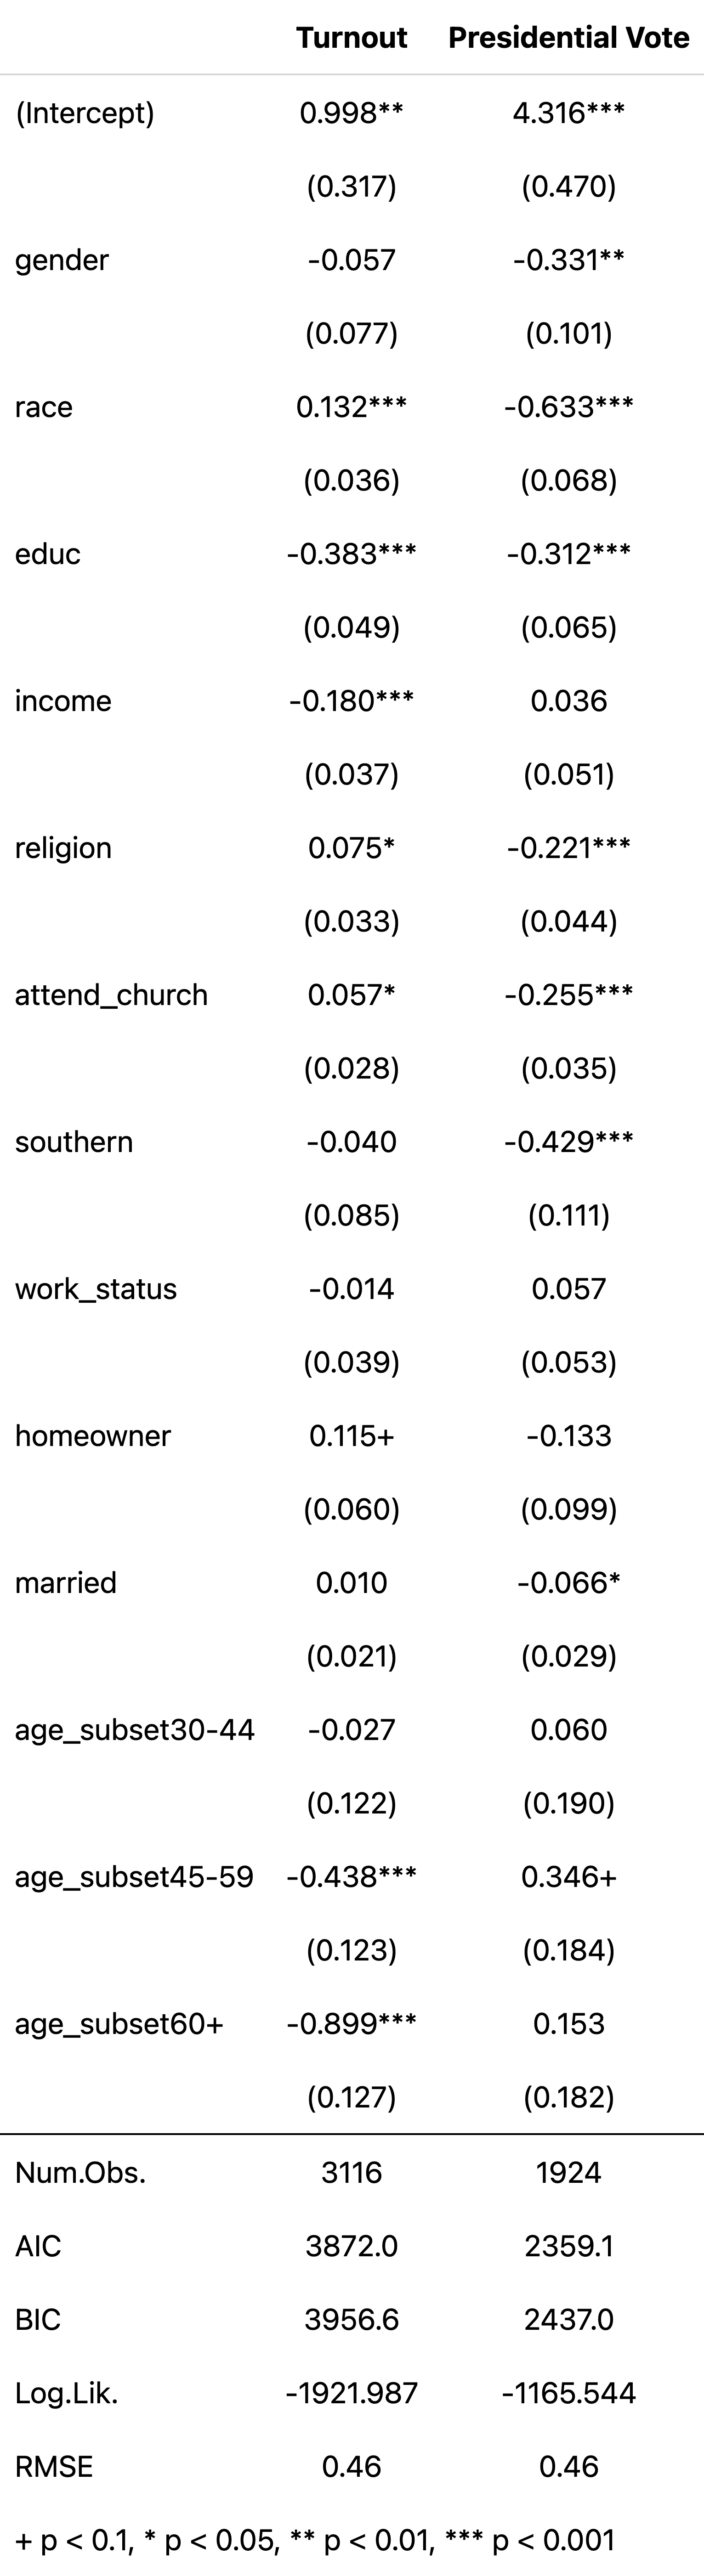 Turnout Presidential Vote
(Intercept) 0.998** 4.316***
(0.317) (0.470)
gender -0.057 -0.331**
(0.077) (0.101)
race 0.132*** -0.633***
(0.036) (0.068)
educ -0.383*** -0.312***
(0.049) (0.065)
income -0.180*** 0.036
(0.037) (0.051)
religion 0.075* -0.221***
(0.033) (0.044)
attend_church 0.057* -0.255***
(0.028) (0.035)
southern -0.040 -0.429***
(0.085) (0.111)
work_status -0.014 0.057
(0.039) (0.053)
homeowner 0.115+ -0.133
(0.060) (0.099)
married 0.010 -0.066*
(0.021) (0.029)
age_subset30-44 -0.027 0.060
(0.122) (0.190)
age_subset45-59 -0.438*** 0.346+
(0.123) (0.184)
age_subset60+ -0.899*** 0.153
(0.127) (0.182)
Num.Obs. 3116 1924
AIC 3872.0 2359.1
BIC 3956.6 2437.0
Log.Lik. -1921.987 -1165.544
RMSE 0.46 0.46
+ p < 0.1, * p < 0.05, ** p < 0.01, *** p < 0.001